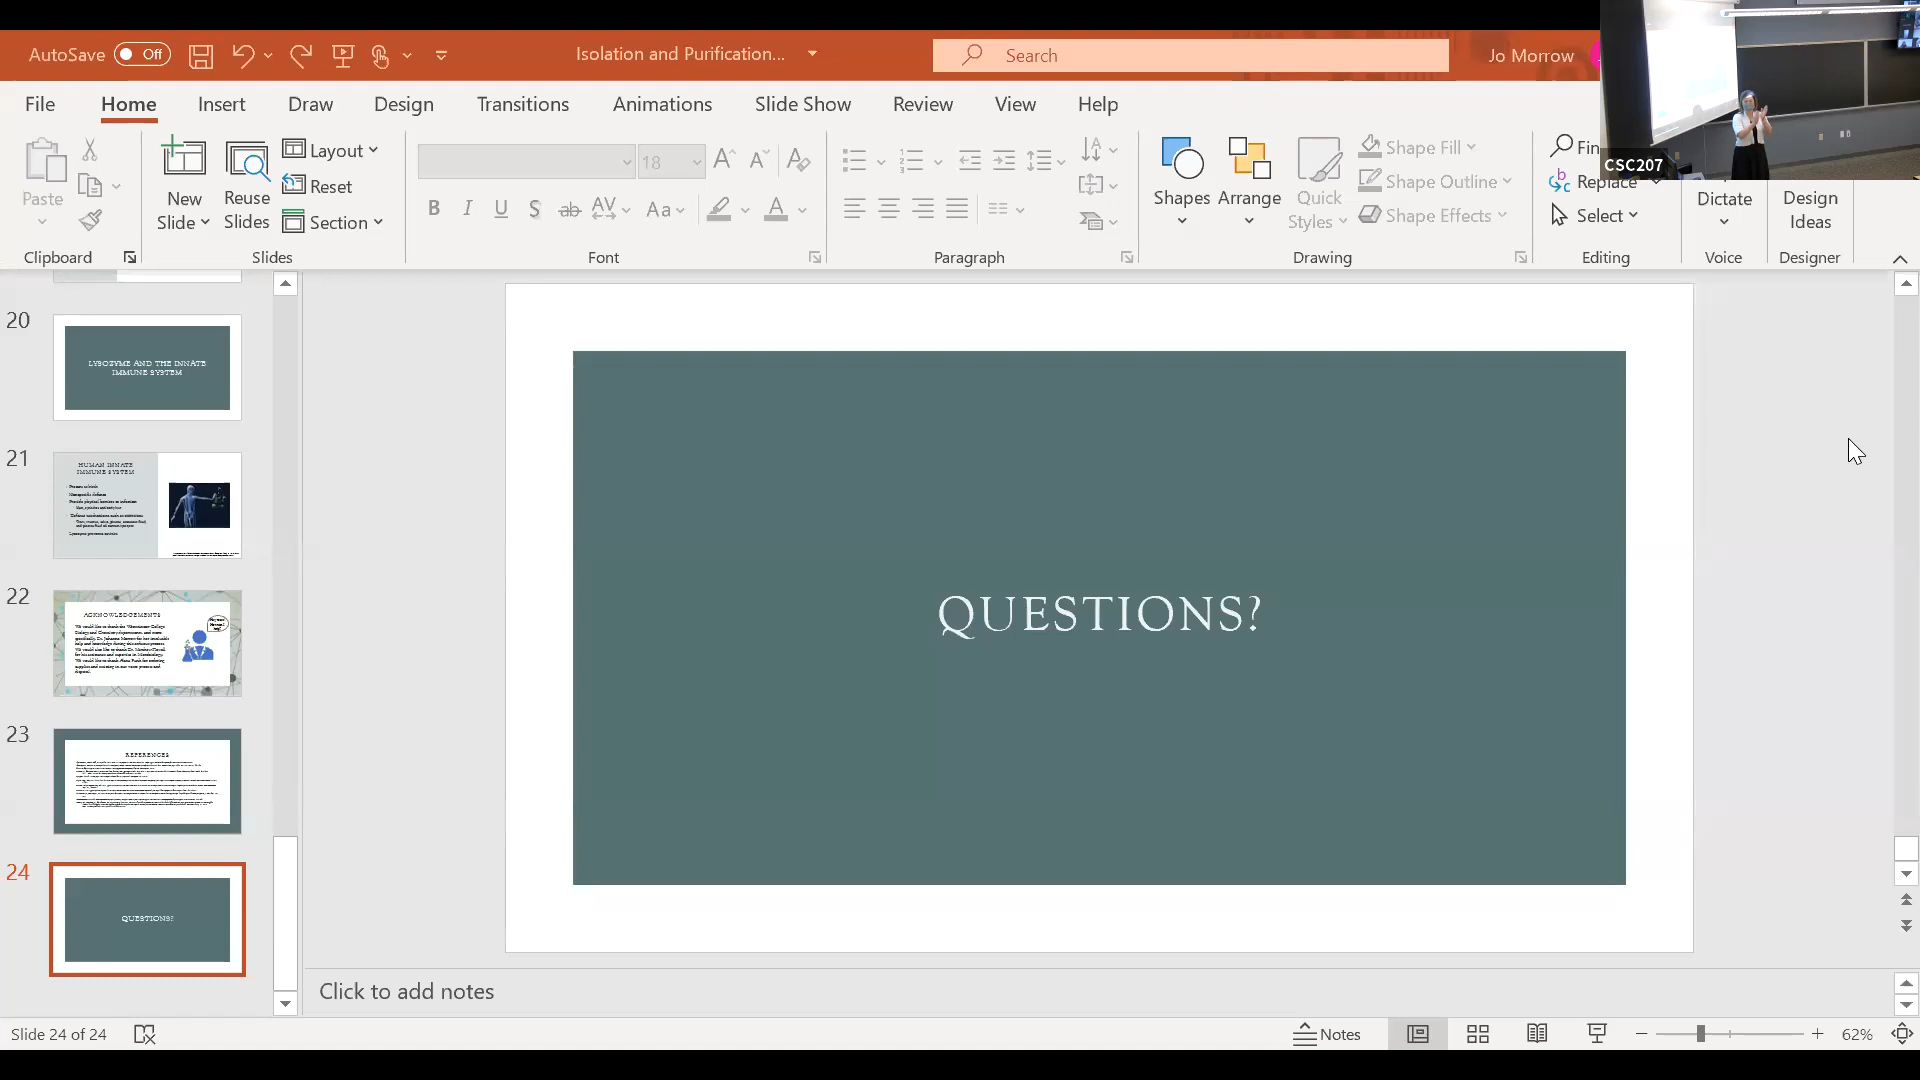 AutoSave Off
Isolation and Purification...
Search
Jo Morrow
File Home Insert Draw Design Transitions Animations Slide Show Review View Help
Paste
Clipboard
New Slide
Reuse Slides
Layout
Reset
Section
Slides
18
B I U S ab AV Aa A
Font
Paragraph
Shapes
Arrange
Quick Styles
Shape Fill
Shape Outline
Shape Effects
Drawing
Fin
Replace
Select
Editing
Dictate
Voice
Design Ideas
Designer
CSC207
20
LYSOZYME AND THE INNATE
IMMUNE SYSTEM
21
HUMAN INNATE
IMMUNE SYSTEM
22
ACKNOWLEDGEMENTS
23
REFERENCES
24
QUESTIONS?
QUESTIONS?
Click to add notes
Slide 24 of 24
Notes
62%